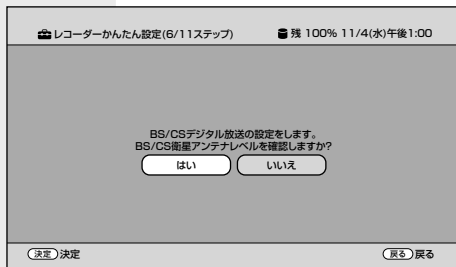 レコーダーかんたん設定(6/11ステップ) 残 100% 11/4(水)午後1:00
BS/CSデジタル放送の設定をします。
BS/CS衛星アンテナレベルを確認しますか?
はい いいえ
決定 決定 戻る 戻る